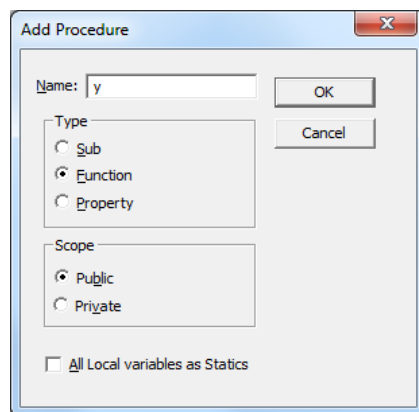 Add Procedure
Name: y
OK
Cancel
Type
Sub
Function
Property
Scope
Public
Private
All Local variables as Statics